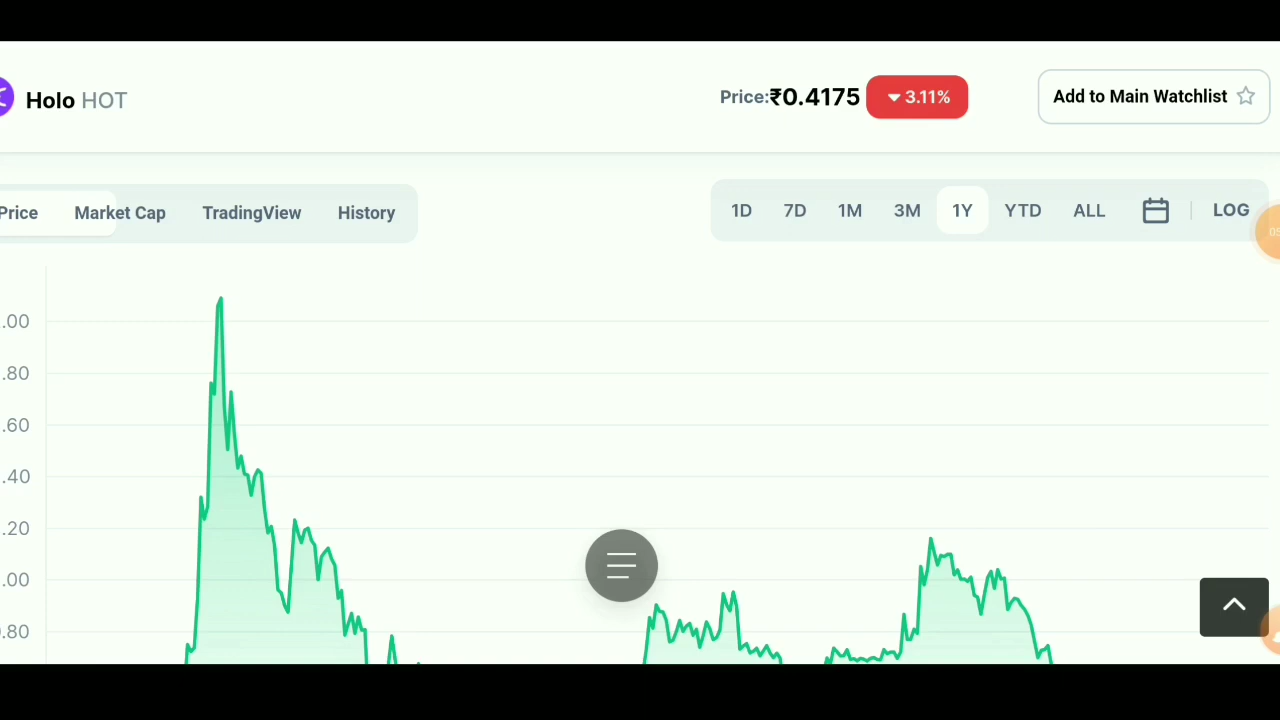 Holo HOT
Price:₹0.4175 3.11%
Add to Main Watchlist
Price Market Cap TradingView History
1D 7D 1M 3M 1Y YTD ALL LOG
.00
.80
.60
.40
.20
.00
.80